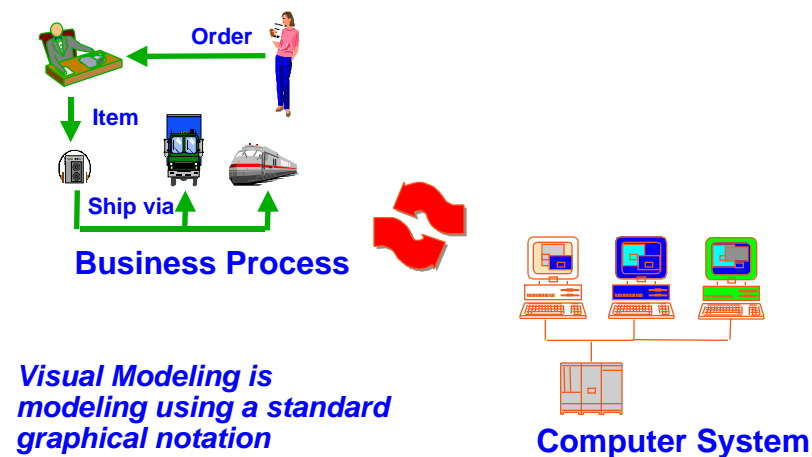 Order
Item
Ship via
Business Process
Visual Modeling is
modeling using a standard
graphical notation
Computer System